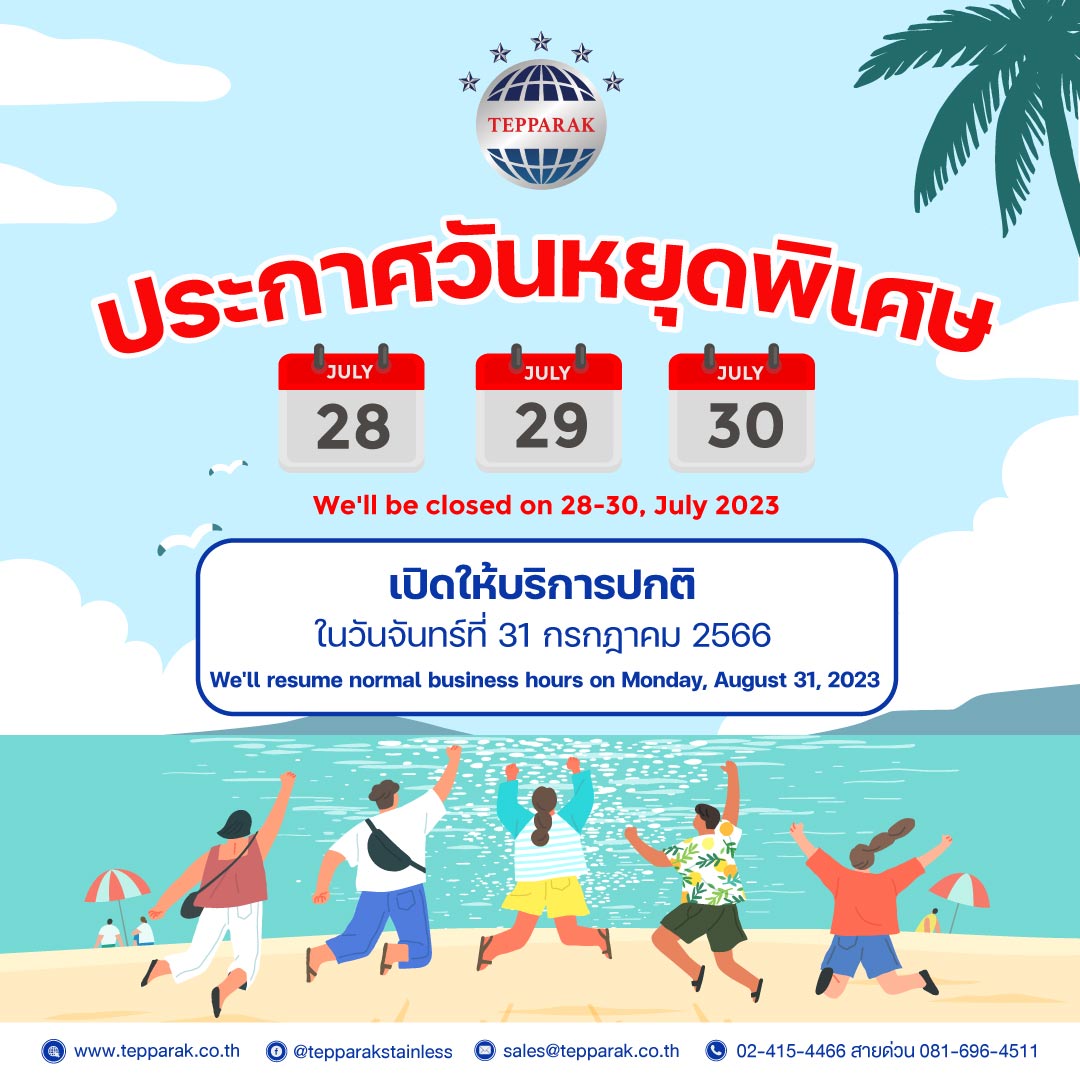 TEPPARAK
ประกาศวันหยุดพิเศษ
JULY JULY JULY
28 29 30
We'll be closed on 28-30, July 2023
เปิดให้บริการปกติ
ในวันจันทร์ที่ 31 กรกฎาคม 2566
We'll resume normal business hours on Monday, August 31, 2023
www.tepparak.co.th @tepparakstainless sales@tepparak.co.th 02-415-4466 สายด่วน 081-696-4511